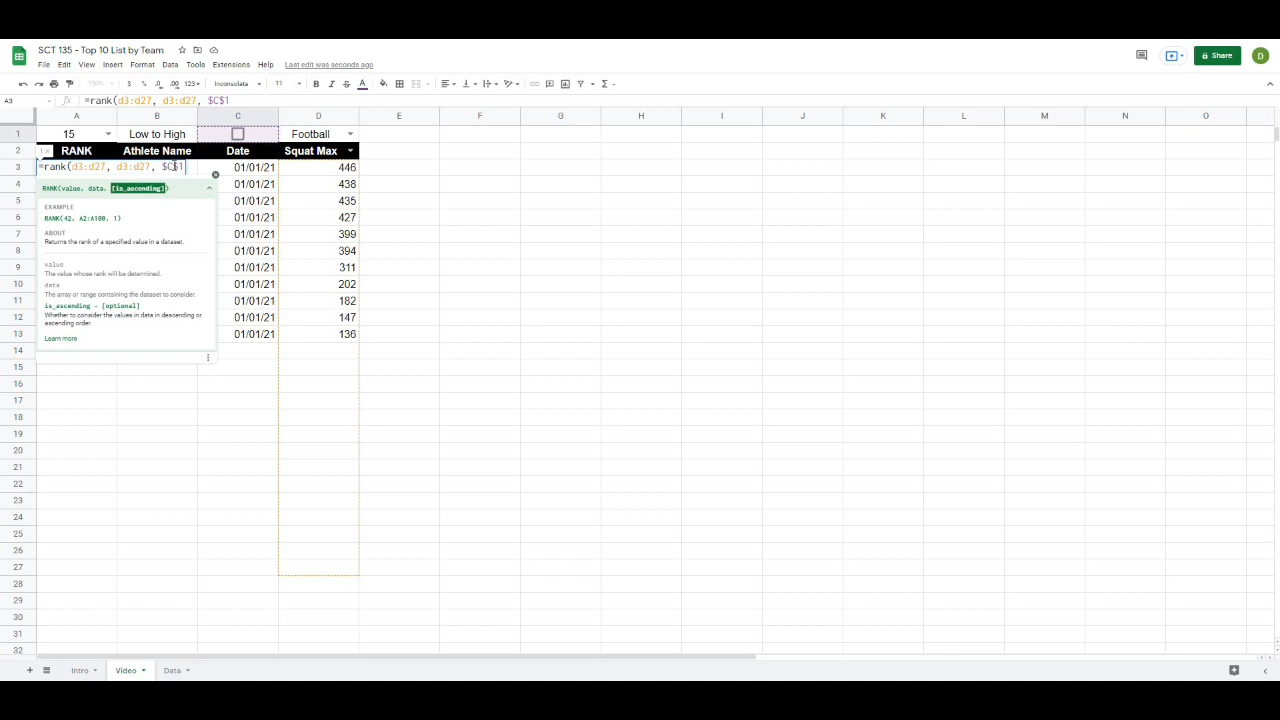 SCT 135 - Top 10 List by Team
File Edit View Insert Format Data Tools Extensions Help Last edit was seconds ago
Share
D
100% $ % .0 .00 123 Inconsolata 11 B I S A
A3 fx =rank(d3:d27, d3:d27, $C$1
A B C D E F G H I J K L M N O
1 15 Low to High Football
2 RANK Athlete Name Date Squat Max
3 =rank(d3:d27, d3:d27, $C$1 01/01/21 446
4 RANK(value, data, [is_ascending]) 01/01/21 438
5 EXAMPLE 01/01/21 435
6 RANK(42, A2:A100, 1) 01/01/21 427
7 ABOUT 01/01/21 399
Returns the rank of a specified value in a dataset.
8 01/01/21 394
9 value 01/01/21 311
The value whose rank will be determined.
10 data 01/01/21 202
The array or range containing the dataset to consider.
11 is_ascending - [optional] 01/01/21 182
12 Whether to consider the values in data in descending or 01/01/21 147
ascending order.
13 Learn more 01/01/21 136
14
15
16
17
18
19
20
21
22
23
24
25
26
27
28
29
30
31
32
Intro Video Data